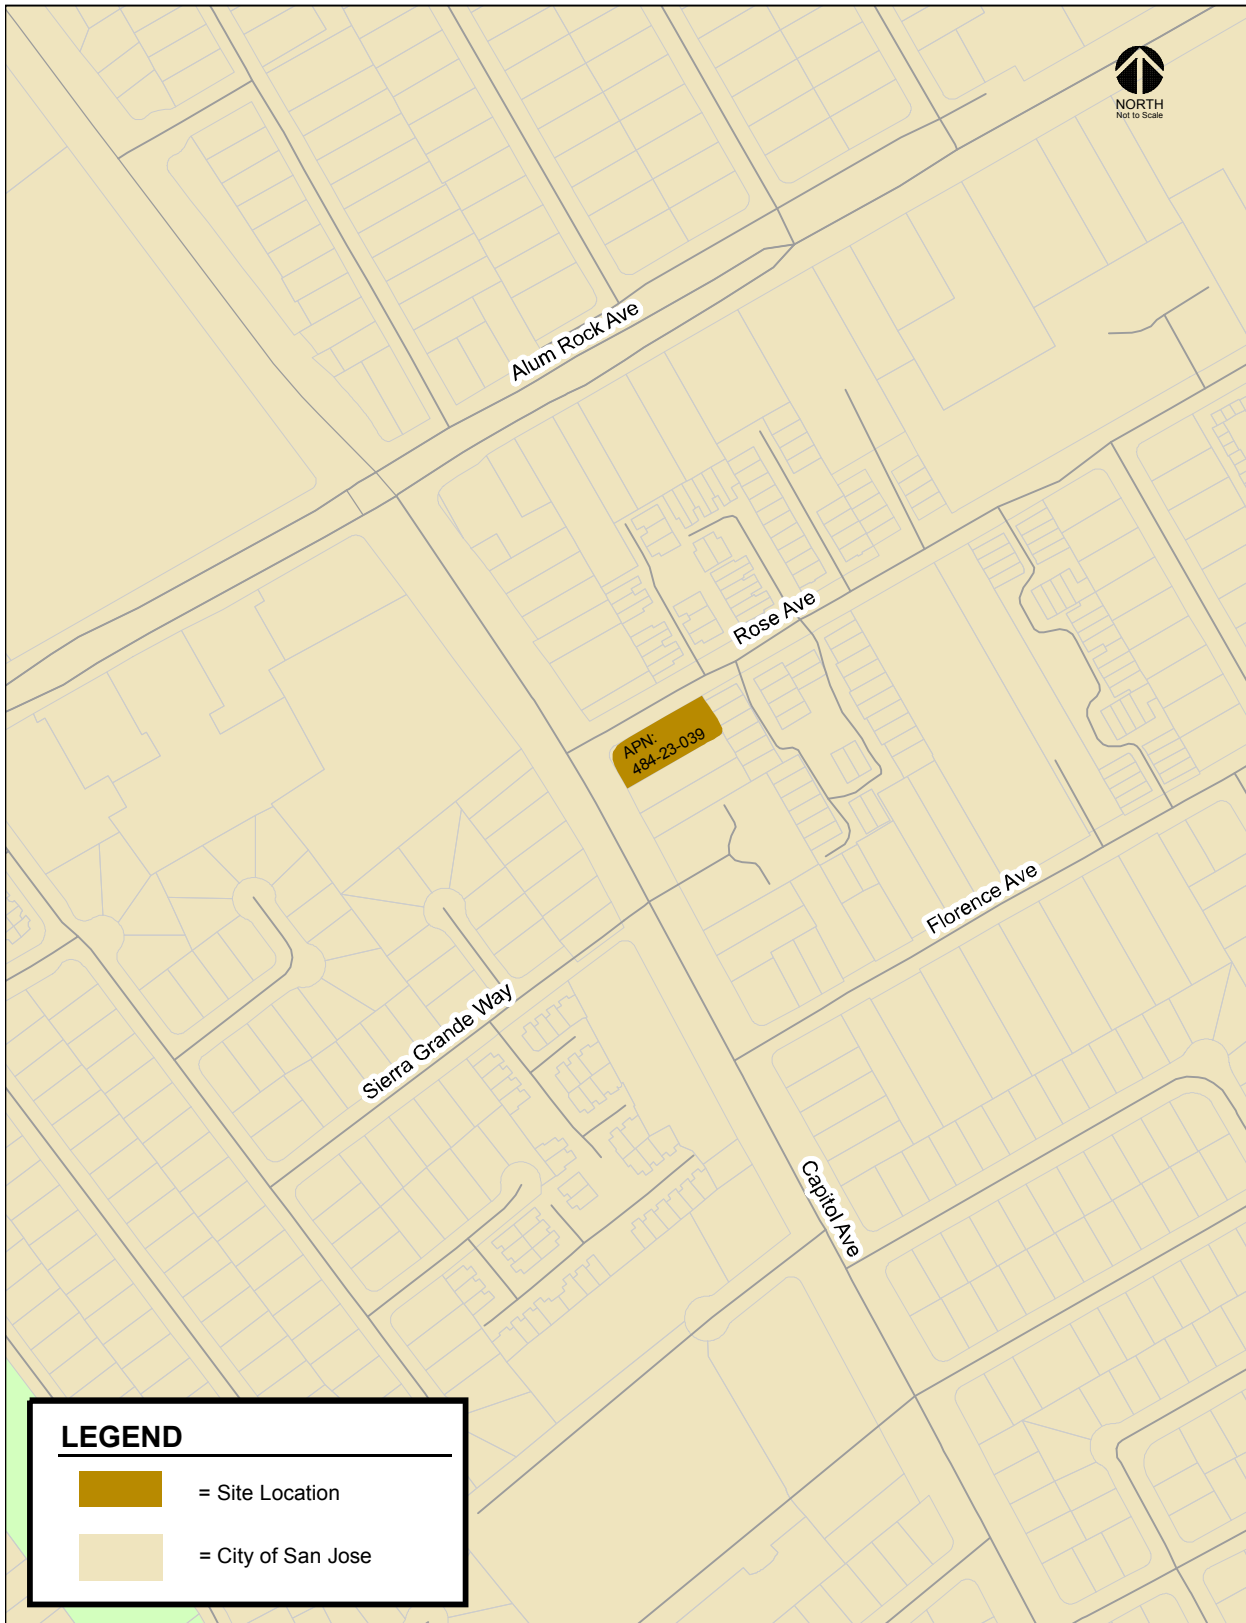 NORTH
Not to Scale
Alum Rock Ave
Rose Ave
APN:
484-23-039
Florence Ave
Sierra Grande Way
Capitol Ave
LEGEND
= Site Location
= City of San Jose